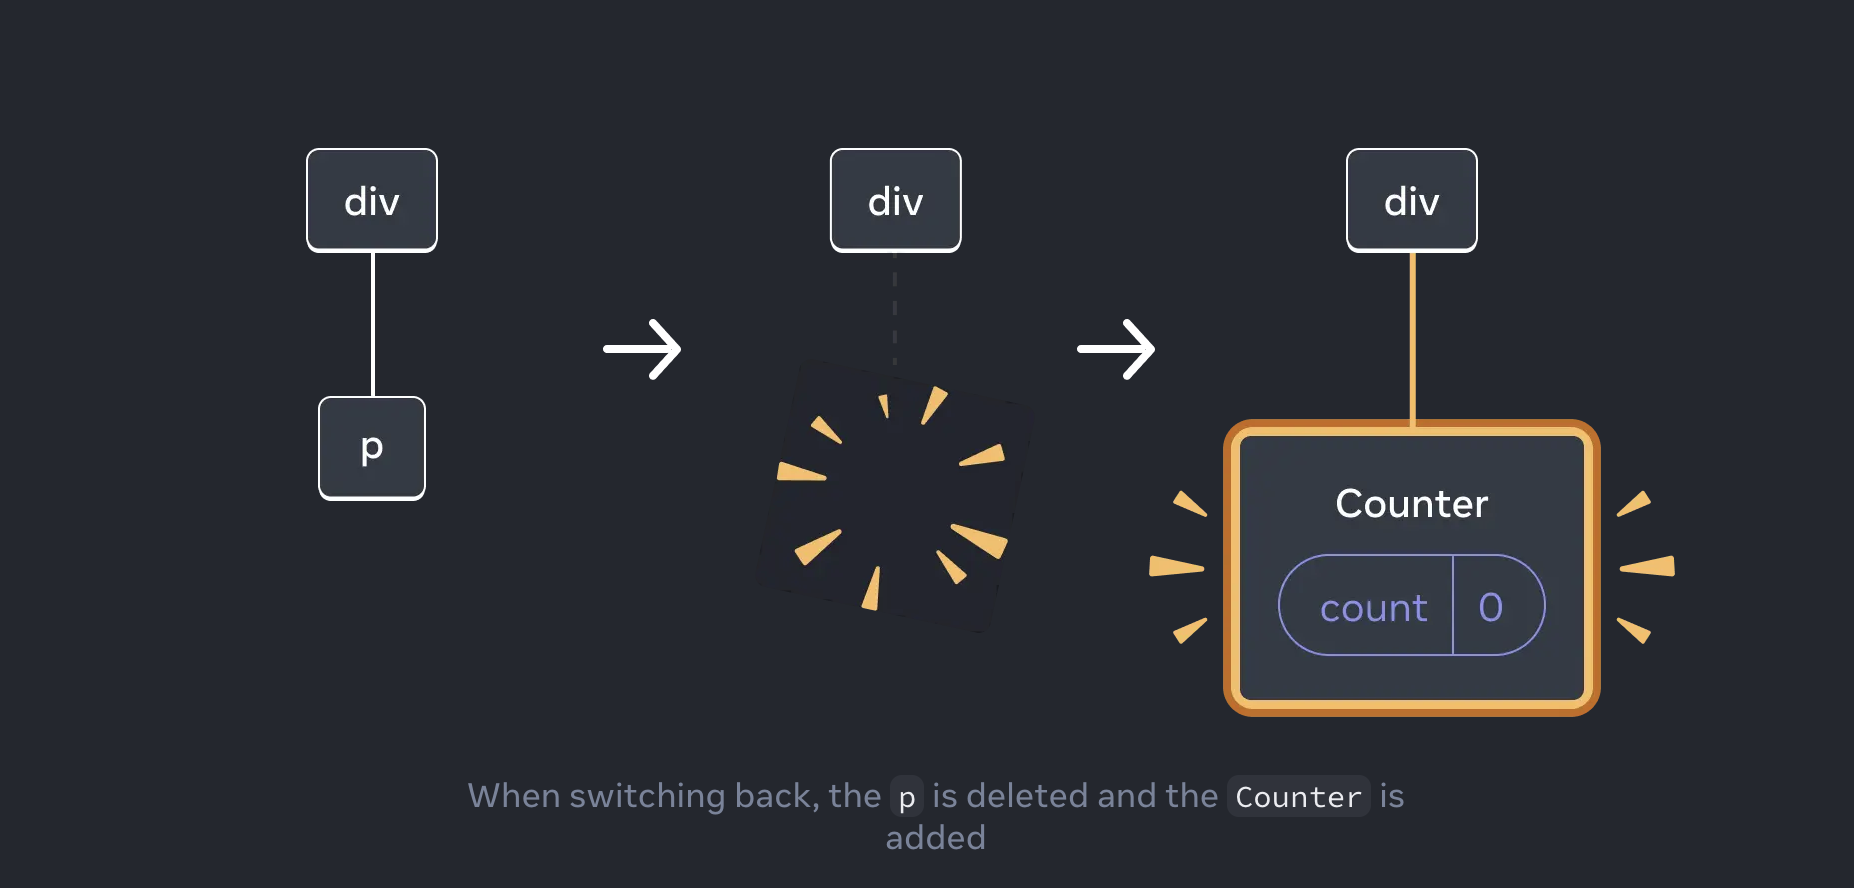 div
div
div
p
Counter
count 0
When switching back, the p is deleted and the Counter is
added